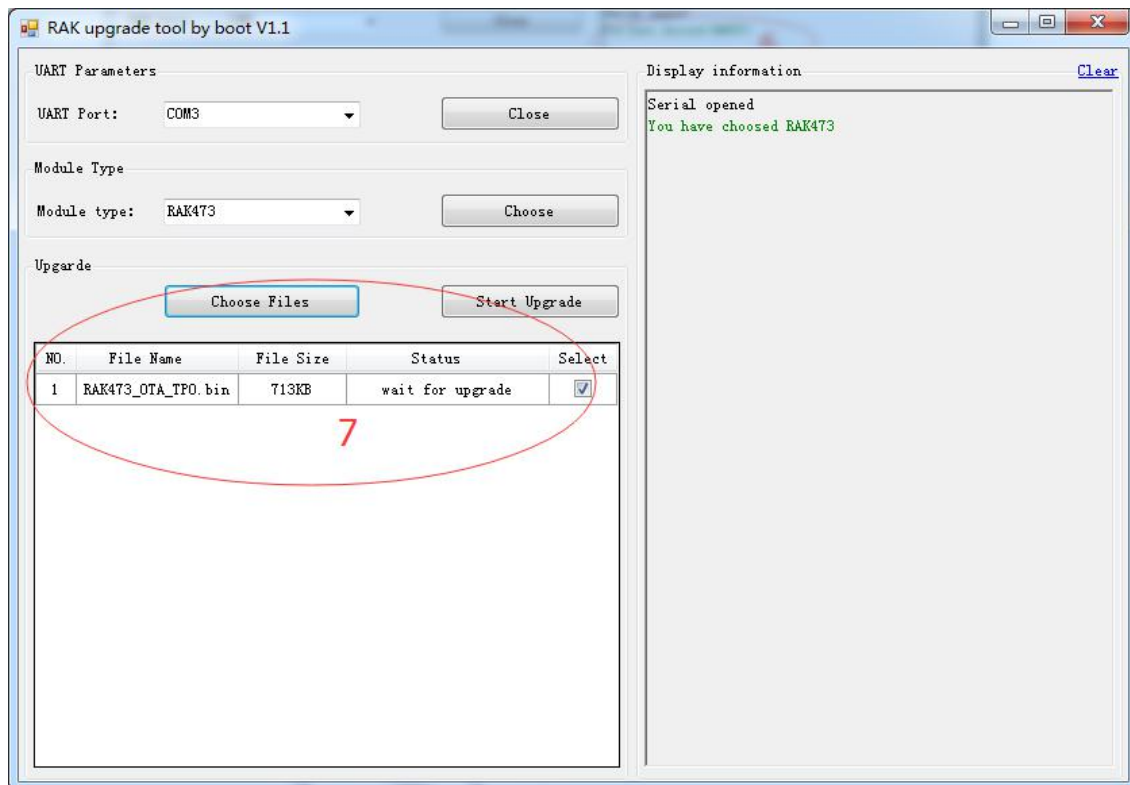 RAK upgrade tool by boot V1.1
UART Parameters
UART Port: COM3 Close
Module Type
Module type: RAK473 Choose
Upgarde
Choose Files Start Upgrade
NO. File Name File Size Status Select
1 RAK473_OTA_TPO.bin 713KB wait for upgrade
7
Display information Clear
Serial opened
You have choosed RAK473